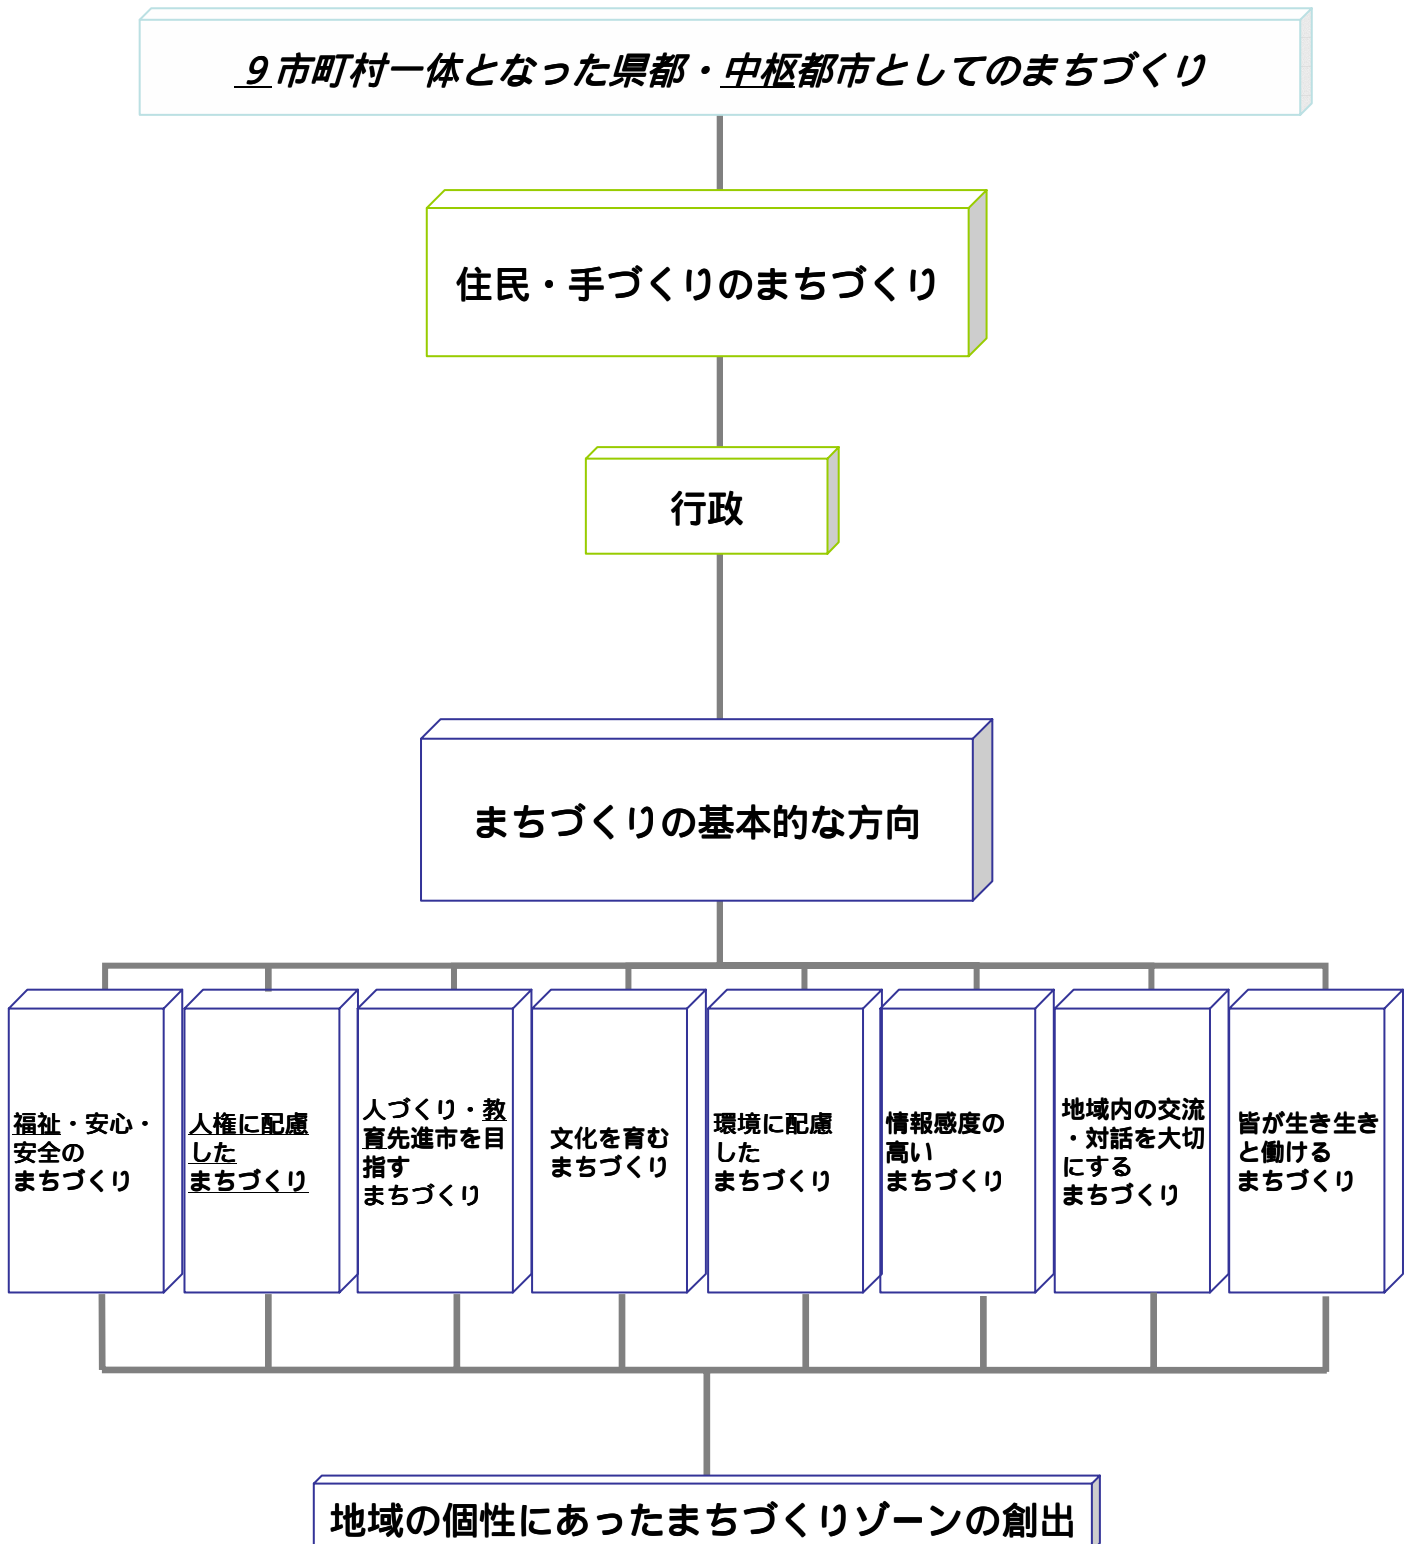 ９市町村一体となった県都・中枢都市としてのまちづくり
住民・手づくりのまちづくり
行政
まちづくりの基本的な方向
福祉・安心・
安全の
まちづくり
人権に配慮
した
まちづくり
人づくり・教
育先進市を目
指す
まちづくり
文化を育む
まちづくり
環境に配慮
した
まちづくり
情報感度の
高い
まちづくり
地域内の交流
・対話を大切
にする
まちづくり
皆が生き生き
と働ける
まちづくり
地域の個性にあったまちづくりゾーンの創出